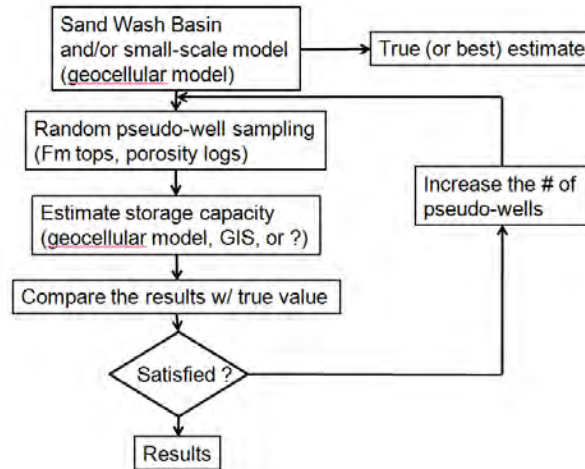 Sand Wash Basin
and/or small-scale model
(geocellular model)
True (or best) estimate
Random pseudo-well sampling
(Fm tops, porosity logs)
Increase the # of
pseudo-wells
Estimate storage capacity
(geocellular model, GIS, or ?)
Compare the results w/ true value
Satisfied ?
Results